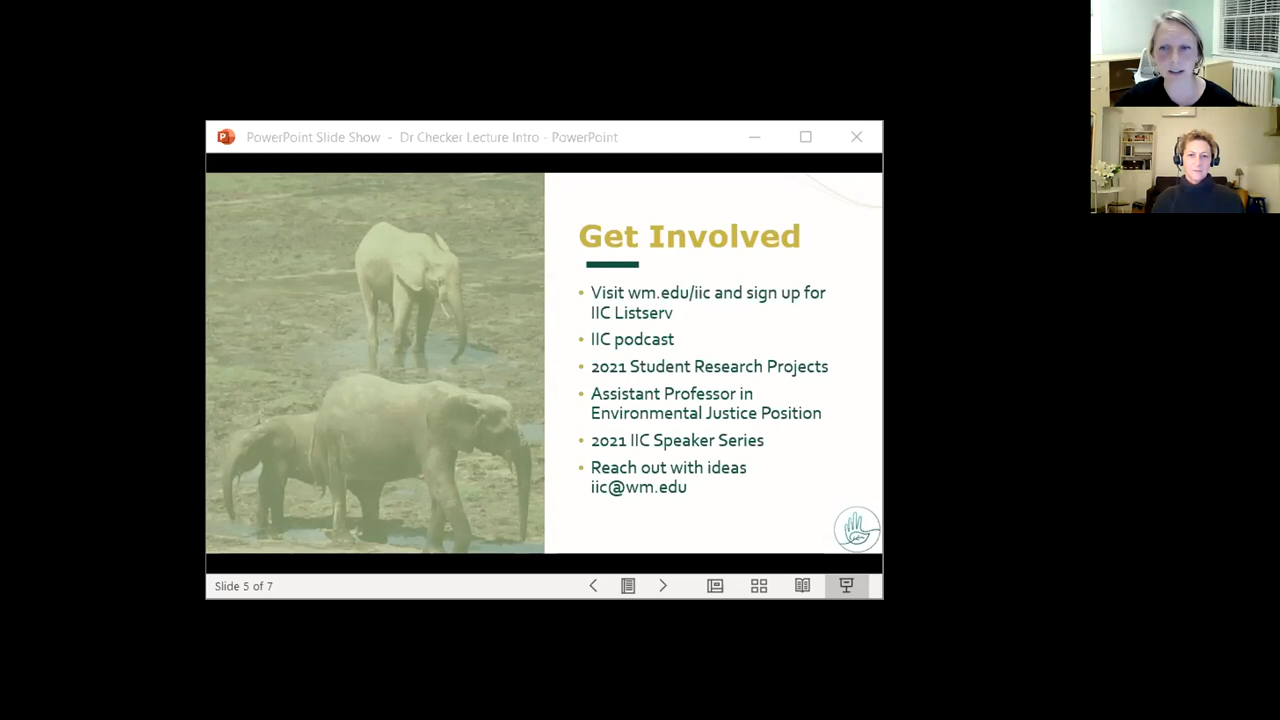 PowerPoint Slide Show - Dr Checker Lecture Intro - PowerPoint
Get Involved
• Visit wm.edu/iic and sign up for
IIC Listserv
• IIC podcast
• 2021 Student Research Projects
• Assistant Professor in
Environmental Justice Position
• 2021 IIC Speaker Series
• Reach out with ideas
iic@wm.edu
Slide 5 of 7